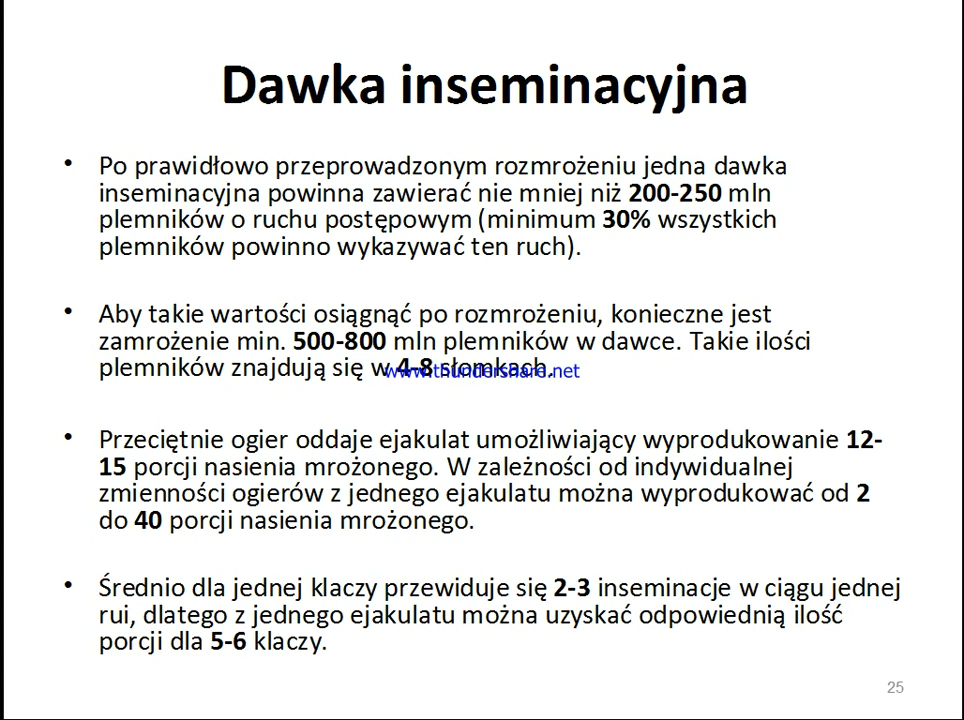 Dawka inseminacyjna
• Po prawidłowo przeprowadzonym rozmrożeniu jedna dawka
inseminacyjna powinna zawierać nie mniej niż 200-250 mln
plemników o ruchu postępowym (minimum 30% wszystkich
plemników powinno wykazywać ten ruch).
• Aby takie wartości osiągnąć po rozmrożeniu, konieczne jest
zamrożenie min. 500-800 mln plemników w dawce. Takie ilości
plemników znajdują się w 4-8 słomkach.
www.thundershare.net
• Przeciętnie ogier oddaje ejakulat umożliwiający wyprodukowanie 12-
15 porcji nasienia mrożonego. W zależności od indywidualnej
zmienności ogierów z jednego ejakulatu można wyprodukować od 2
do 40 porcji nasienia mrożonego.
• Średnio dla jednej klaczy przewiduje się 2-3 inseminacje w ciągu jednej
rui, dlatego z jednego ejakulatu można uzyskać odpowiednią ilość
porcji dla 5-6 klaczy.
25